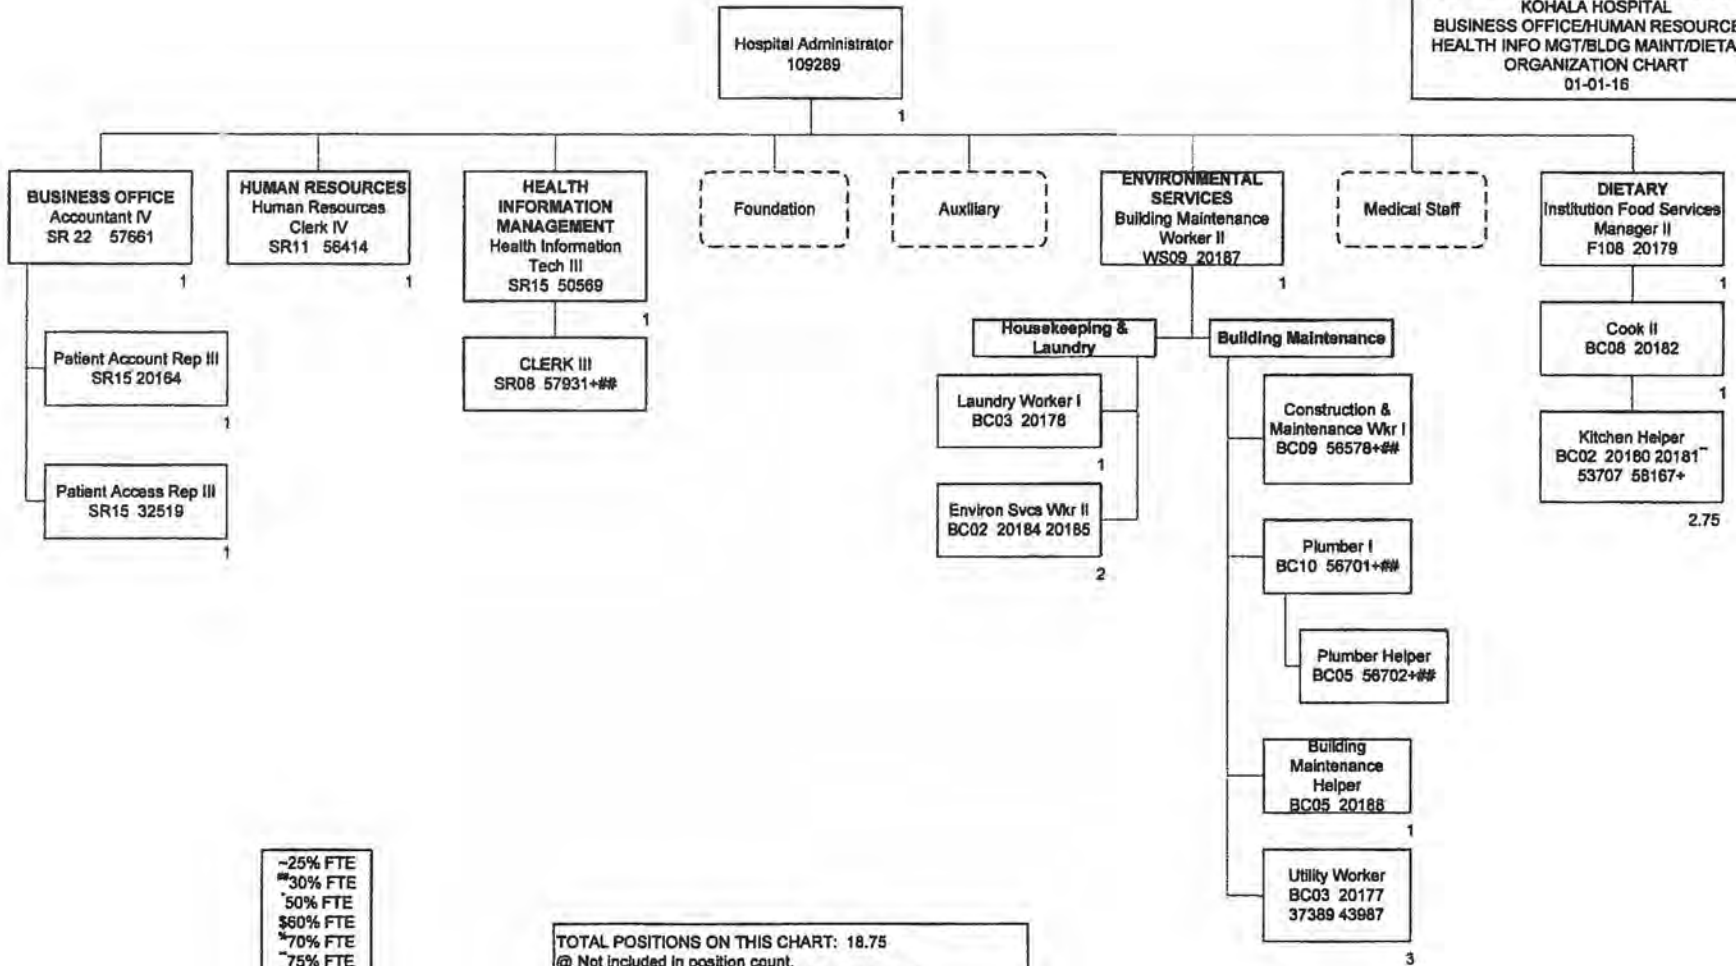 KOHALA HOSPITAL
BUSINESS OFFICE/HUMAN RESOURCE
HEALTH INFO MGT/BLDG MAINT/DIETA
ORGANIZATION CHART
01-01-16
Hospital Administrator
109289
1
BUSINESS OFFICE
Accountant IV
SR 22 57661
1
Patient Account Rep III
SR15 20164
1
Patient Access Rep III
SR15 32519
1
HUMAN RESOURCES
Human Resources
Clerk IV
SR11 56414
1
HEALTH
INFORMATION
MANAGEMENT
Health Information
Tech III
SR15 50569
1
CLERK III
SR08 57931+##
Foundation
Auxiliary
ENVIRONMENTAL
SERVICES
Building Maintenance
Worker II
WS09 20187
1
Housekeeping &
Laundry
Laundry Worker I
BC03 20178
1
Environ Svcs Wkr II
BC02 20184 20185
2
Building Maintenance
Construction &
Maintenance Wkr I
BC09 56578+##
Plumber I
BC10 56701+##
Plumber Helper
BC05 56702+##
Building
Maintenance
Helper
BC05 20188
1
Utility Worker
BC03 20177
37389 43987
3
Medical Staff
DIETARY
Institution Food Services
Manager II
F108 20179
1
Cook II
BC08 20182
1
Kitchen Helper
BC02 20180 20181~
53707 58167+
2.75
~25% FTE
##30% FTE
*50% FTE
$60% FTE
70% FTE
75% FTE
TOTAL POSITIONS ON THIS CHART: 18.75
@ Not included in position count.